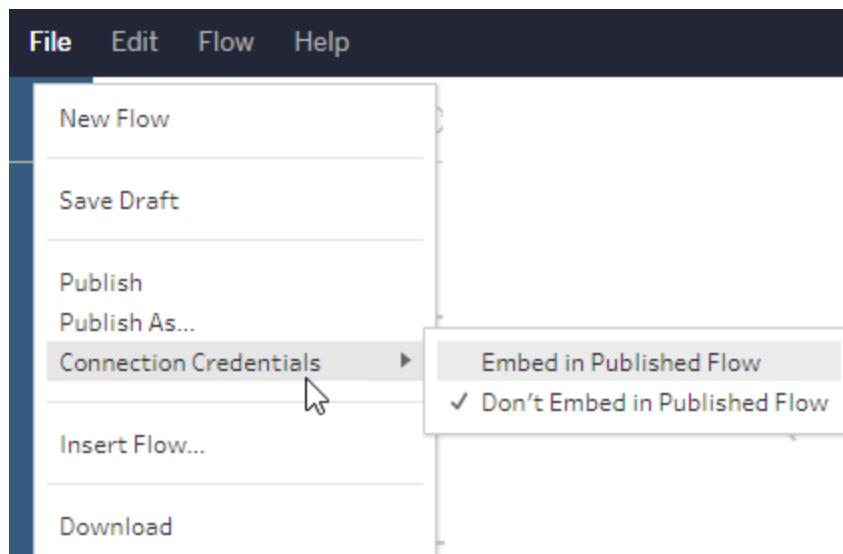 File Edit Flow Help
New Flow
Save Draft
Publish
Publish As...
Connection Credentials
Embed in Published Flow
✓ Don't Embed in Published Flow
Insert Flow...
Download